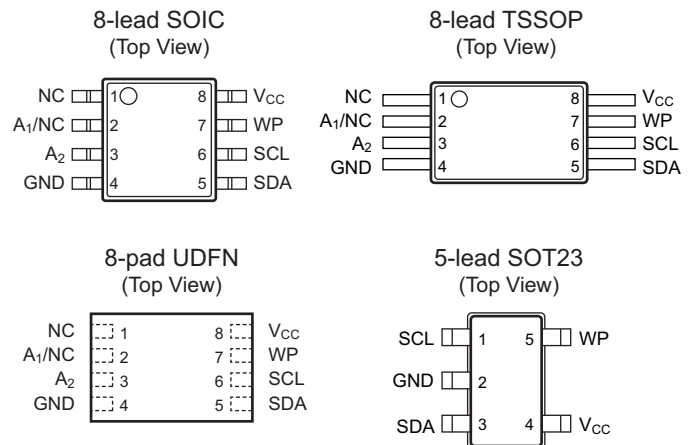 8-lead SOIC
(Top View)
NC 1 8 VCC
A1/NC 2 7 WP
A2 3 6 SCL
GND 4 5 SDA
8-lead TSSOP
(Top View)
NC 1 8 VCC
A1/NC 2 7 WP
A2 3 6 SCL
GND 4 5 SDA
8-pad UDFN
(Top View)
NC 1 8 VCC
A1/NC 2 7 WP
A2 3 6 SCL
GND 4 5 SDA
5-lead SOT23
(Top View)
SCL 1 5 WP
GND 2
SDA 3 4 VCC